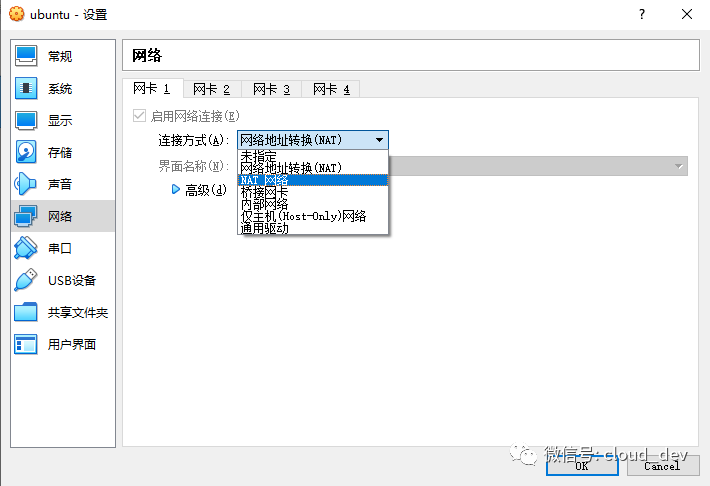 ubuntu - 设置
?
常规
系统
显示
存储
声音
网络
串口
USB设备
共享文件夹
用户界面
网络
网卡 1 网卡 2 网卡 3 网卡 4
启用网络连接(E)
连接方式(A): 网络地址转换(NAT)
未指定
网络地址转换(NAT)
NAT 网络
桥接网卡
内部网络
仅主机(Host-Only)网络
通用驱动
界面名称(N):
高级(d)
微信号: cloud_dev
OK Cancel